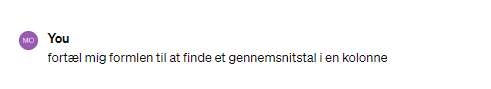 MO
You
fortæl mig formlen til at finde et gennemsnitstal i en kolonne